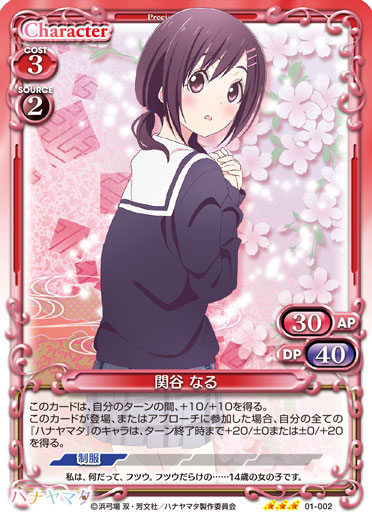 Precious
Character
COST
3
SOURCE
2
30 AP
DP 40
関谷 なる
このカードは、自分のターンの間、+10/+10を得る。
このカードが登場、またはアプローチに参加した場合、自分の全ての
『ハナヤマタ』のキャラは、ターン終了時まで+20/±0または±0/+20
を得る。
制服
私は、何だって、フツウ。フツウだらけの……14歳の女の子です。
ハナヤマタ
©浜弓場 双・芳文社／ハナヤマタ製作委員会
01-002